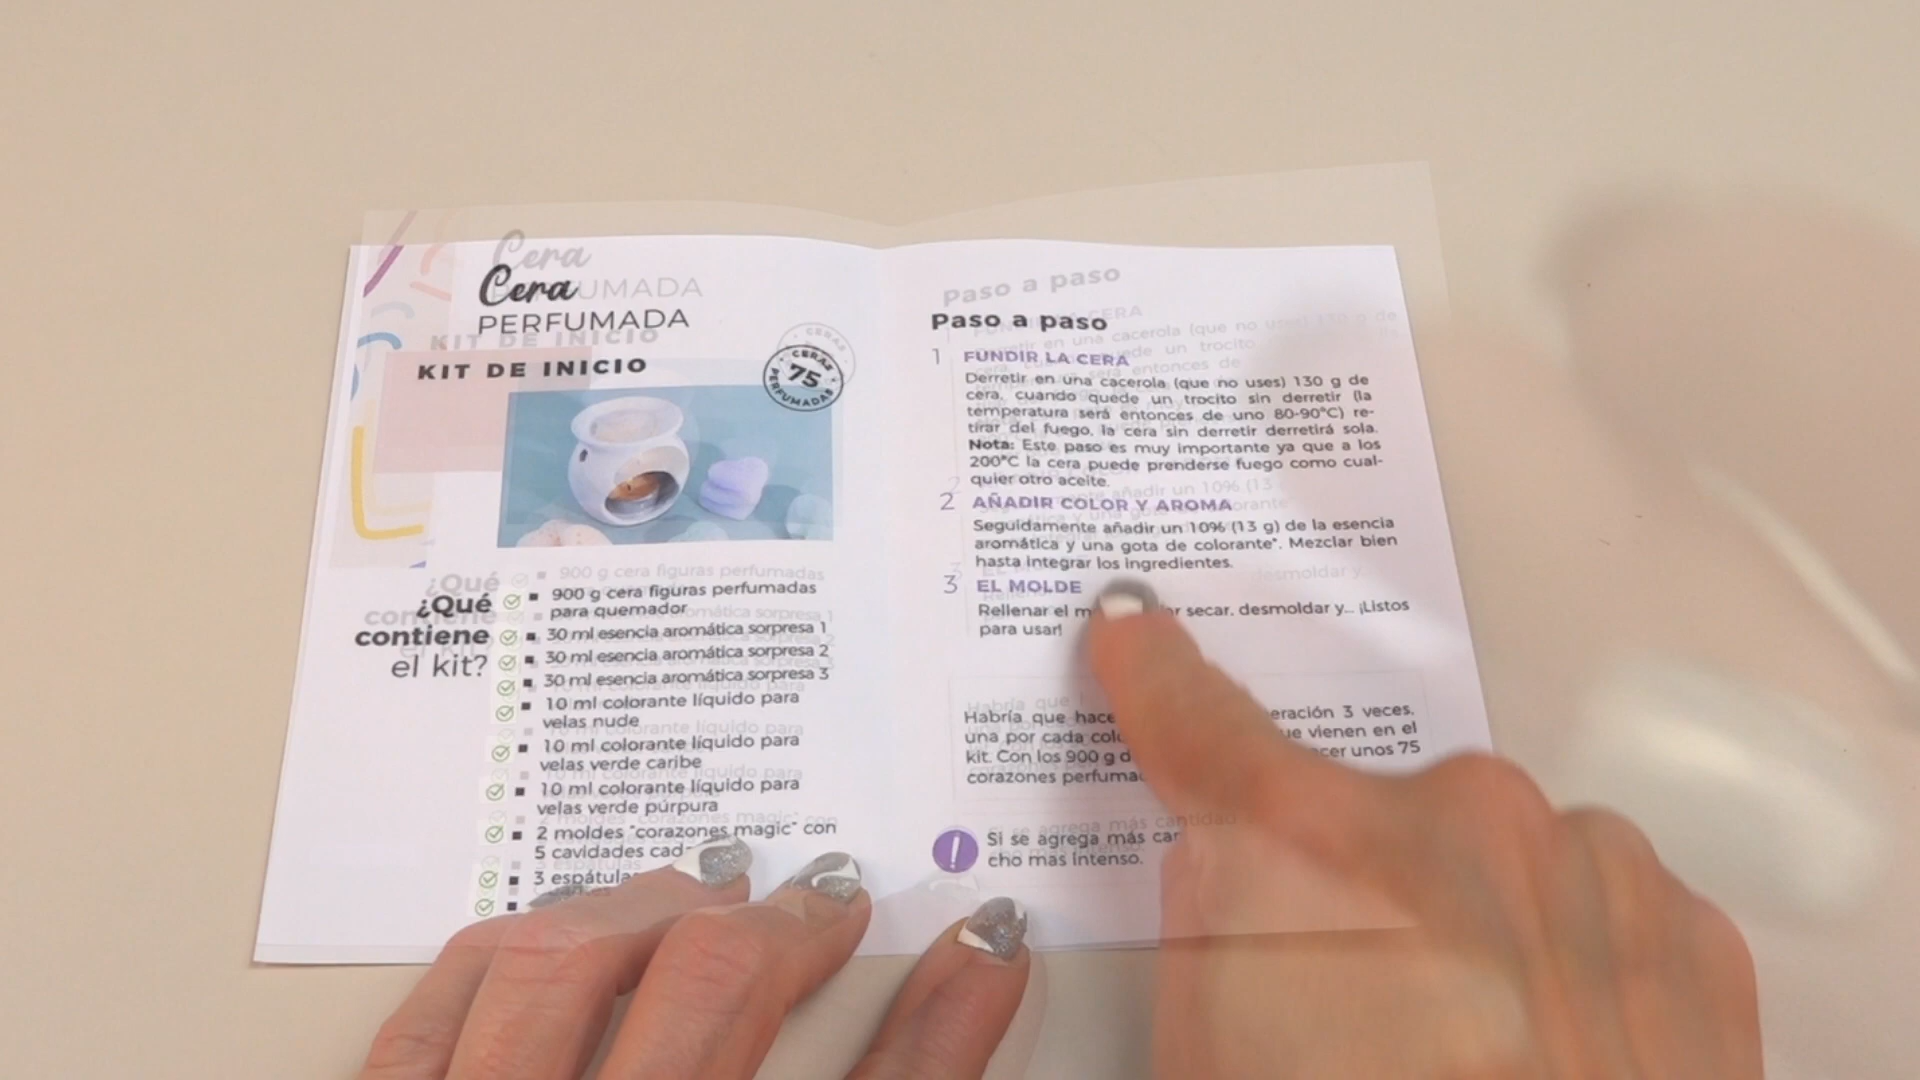 Cera
PERFUMADA
KIT DE INICIO
CERAS
75
PERFUMADAS
¿Qué
contiene
el kit?
900 g cera figuras perfumadas
para quemador
30 ml esencia aromática sorpresa 1
30 ml esencia aromática sorpresa 2
30 ml esencia aromática sorpresa 3
10 ml colorante líquido para
velas nude
10 ml colorante líquido para
velas verde caribe
10 ml colorante líquido para
velas verde púrpura
2 moldes "corazones magic" con
5 cavidades cad
3 espátula
Paso a paso
1 FUNDIR LA CERA
Derretir en una cacerola (que no uses) 130 g de
cera, cuando quede un trocito sin derretir (la
temperatura será entonces de uno 80-90°C) re-
tirar del fuego, la cera sin derretir derretirá sola.
Nota: Este paso es muy importante ya que a los
200°C la cera puede prenderse fuego como cual-
quier otro aceite.
2 AÑADIR COLOR Y AROMA
Seguidamente añadir un 10% (13 g) de la esencia
aromática y una gota de colorante*. Mezclar bien
hasta integrar los ingredientes.
3 EL MOLDE
Rellenar el m ar secar, desmoldar y... ¡Listos
para usar!
Habría que hace eración 3 veces,
una por cada colo ue vienen en el
kit. Con los 900 g d cer unos 75
corazones perfuma
! Si se agrega más can
cho mas intenso.